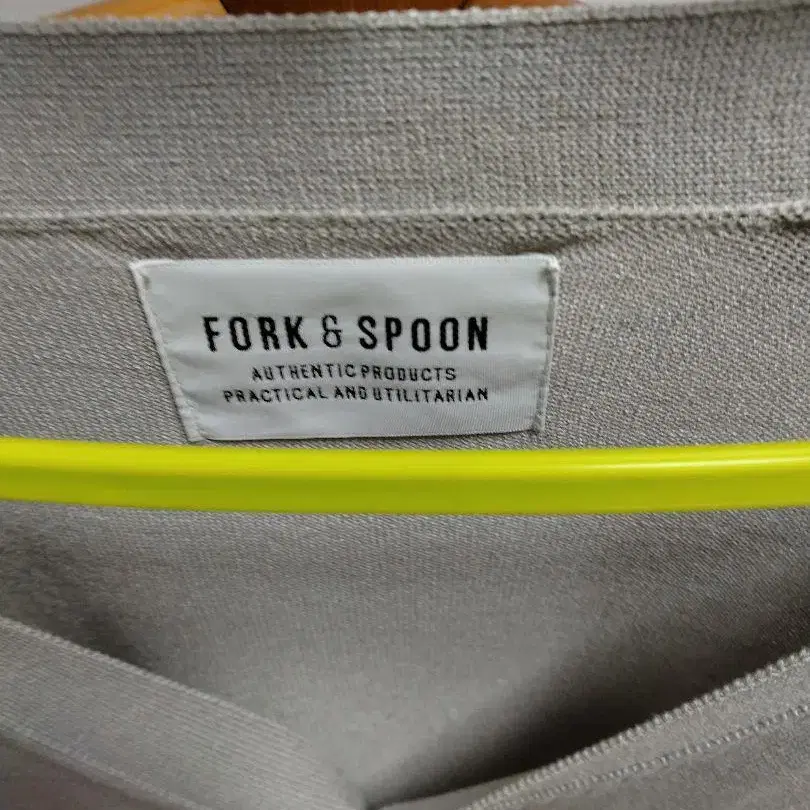 FORK & SPOON
AUTHENTIC PRODUCTS
PRACTICAL AND UTILITARIAN